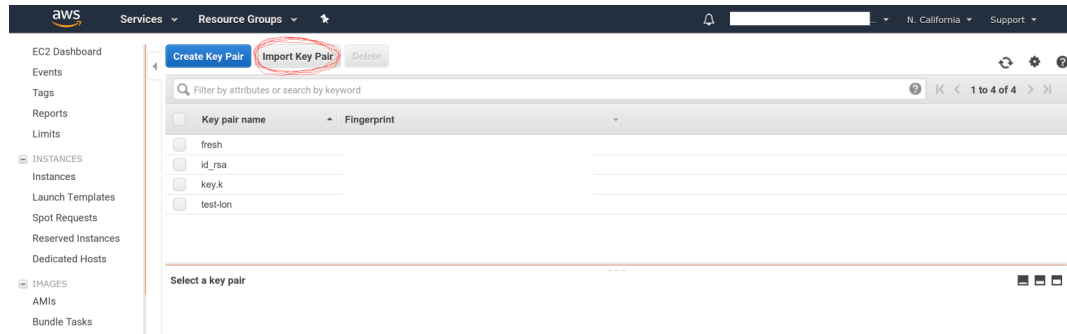 aws Services Resource Groups N. California Support
EC2 Dashboard
Events
Tags
Reports
Limits
INSTANCES
Instances
Launch Templates
Spot Requests
Reserved Instances
Dedicated Hosts
IMAGES
AMIs
Bundle Tasks
Create Key Pair Import Key Pair Delete
Filter by attributes or search by keyword 1 to 4 of 4
Key pair name Fingerprint
fresh
id_rsa
key.k
test-lon
Select a key pair